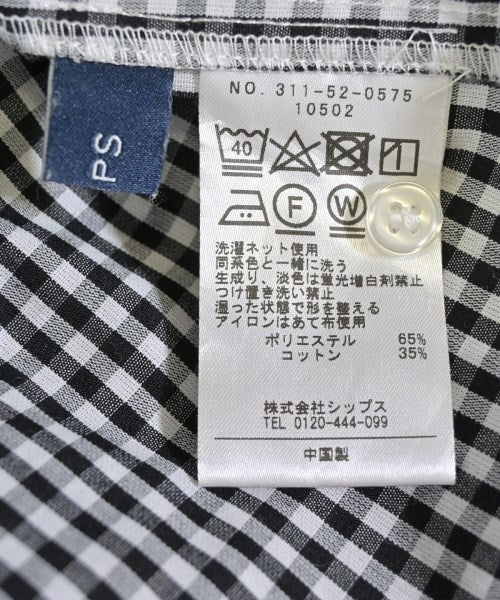 NO. 311-52-0575
10502
40
F
W
PS
洗濯ネット使用
同系色と一緒に洗う
生成り、淡色は蛍光増白剤禁止
つけ置き洗い禁止
湿った状態で形を整える
アイロンはあて布使用
ポリエステル 65%
コットン 35%
株式会社シップス
TEL 0120-444-099
中国製